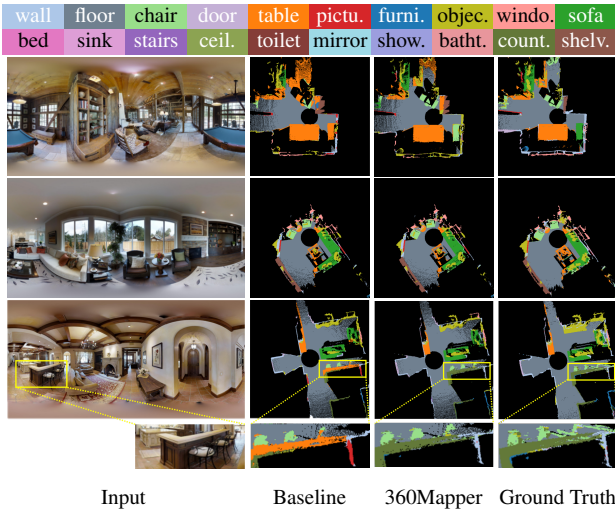 wall floor chair door table pictu. furni. objec. windo. sofa
bed sink stairs ceil. toilet mirror show. batht. count. shelv.
Input Baseline 360Mapper Ground Truth